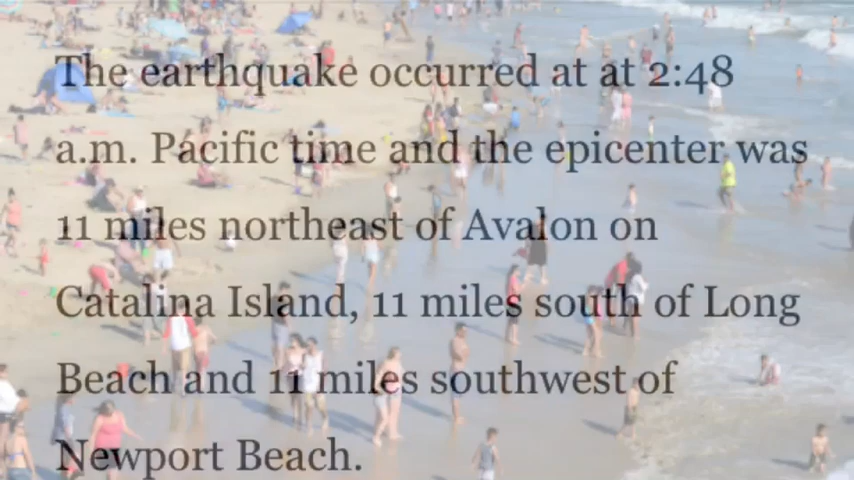 The earthquake occurred at at 2:48
a.m. Pacific time and the epicenter was
11 miles northeast of Avalon on
Catalina Island, 11 miles south of Long
Beach and 11 miles southwest of
Newport Beach.